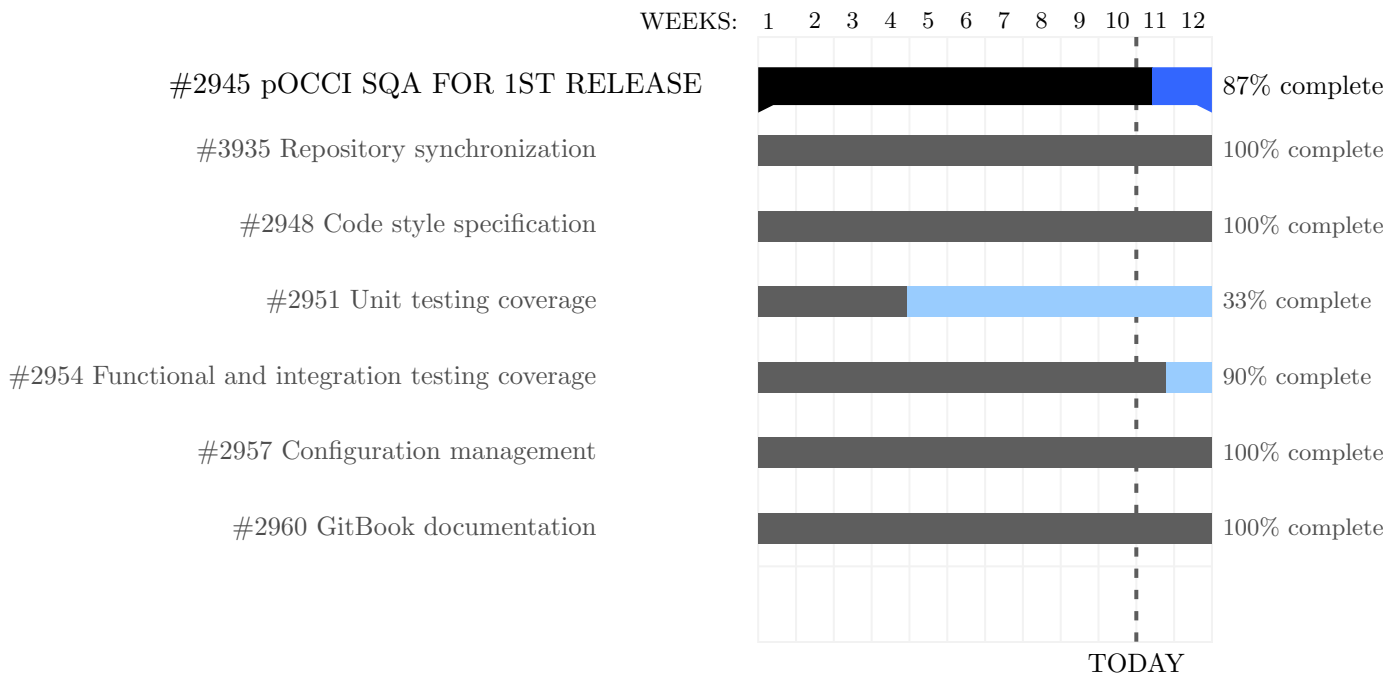 WEEKS: 1 2 3 4 5 6 7 8 9 10 11 12
#2945 pOCCI SQA FOR 1ST RELEASE 87% complete
#3935 Repository synchronization 100% complete
#2948 Code style specification 100% complete
#2951 Unit testing coverage 33% complete
#2954 Functional and integration testing coverage 90% complete
#2957 Configuration management 100% complete
#2960 GitBook documentation 100% complete
TODAY